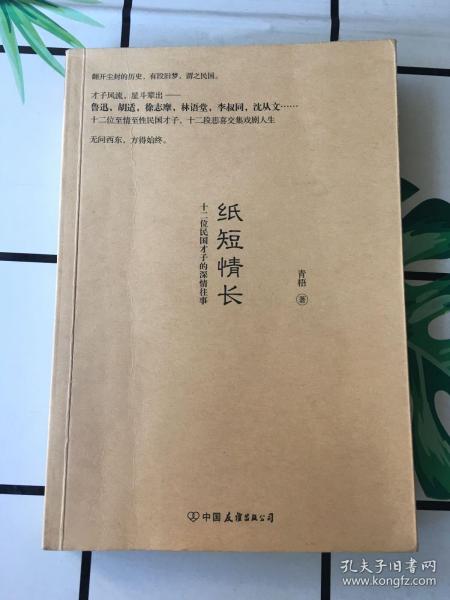 翻开尘封的历史，有段旧梦，谓之民国。
才子风流，星斗辈出——
鲁迅，胡适，徐志摩，林语堂，李叔同，沈从文……
十二位至情至性民国才子，十二段悲喜交集戏剧人生
无问西东，方得始终。
纸短情长
十二位民国才子的深情往事
青梧 著
中国友谊出版公司
孔夫子旧书网
www.kongfz.com